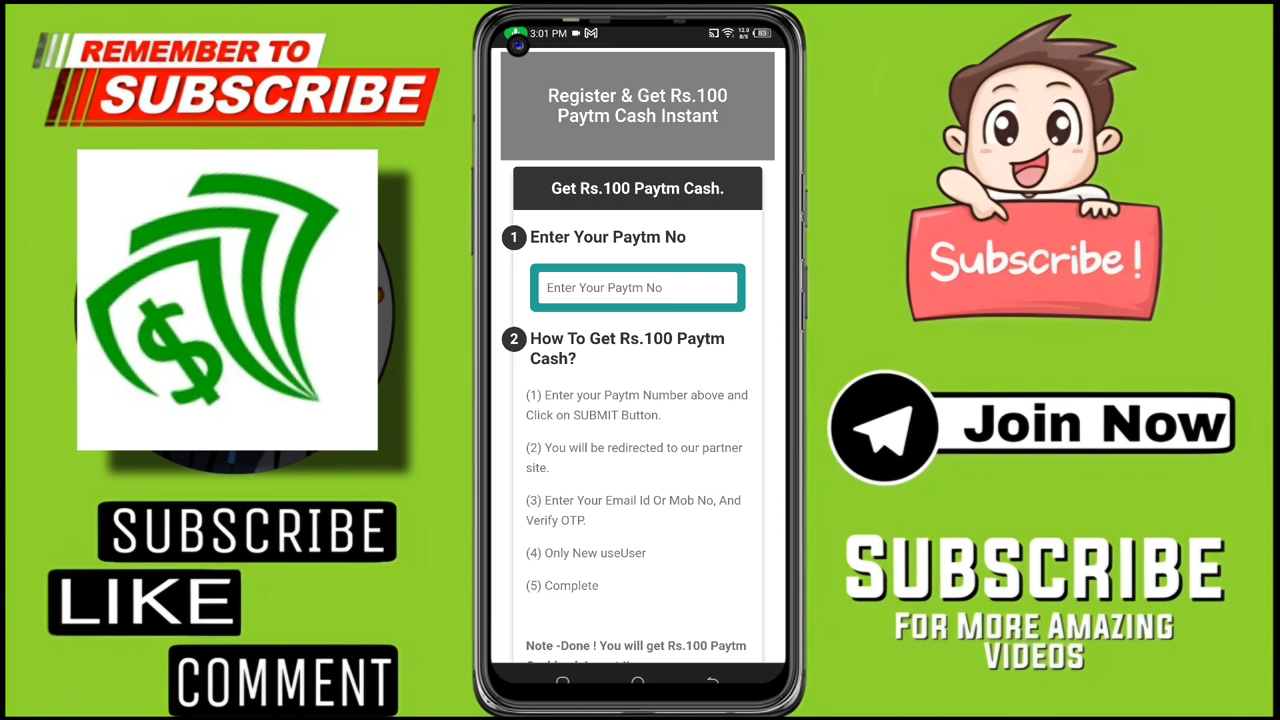 REMEMBER TO
SUBSCRIBE
$
SUBSCRIBE
LIKE
COMMENT
3:01 PM
12.0
B/S
83
Register & Get Rs.100
Paytm Cash Instant
Get Rs.100 Paytm Cash.
1 Enter Your Paytm No
Enter Your Paytm No
2 How To Get Rs.100 Paytm
Cash?
(1) Enter your Paytm Number above and
Click on SUBMIT Button.
(2) You will be redirected to our partner
site.
(3) Enter Your Email Id Or Mob No, And
Verify OTP.
(4) Only New useUser
(5) Complete
Note -Done ! You will get Rs.100 Paytm
Subscribe!
Join Now
SUBSCRIBE
FOR MORE AMAZING
VIDEOS